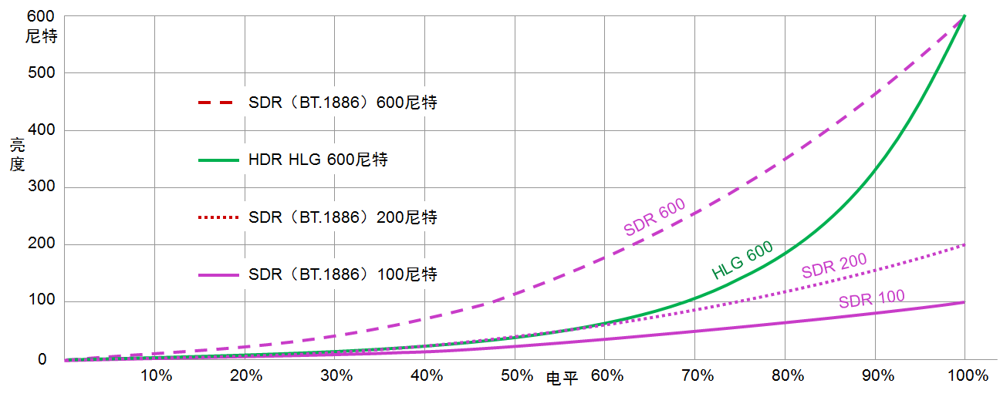 600
尼特
500
400
300
200
100
0
亮
度
SDR（BT.1886）600尼特
HDR HLG 600尼特
SDR（BT.1886）200尼特
SDR（BT.1886）100尼特
SDR 600
HLG 600
SDR 200
SDR 100
10% 20% 30% 40% 50% 电平 60% 70% 80% 90% 100%